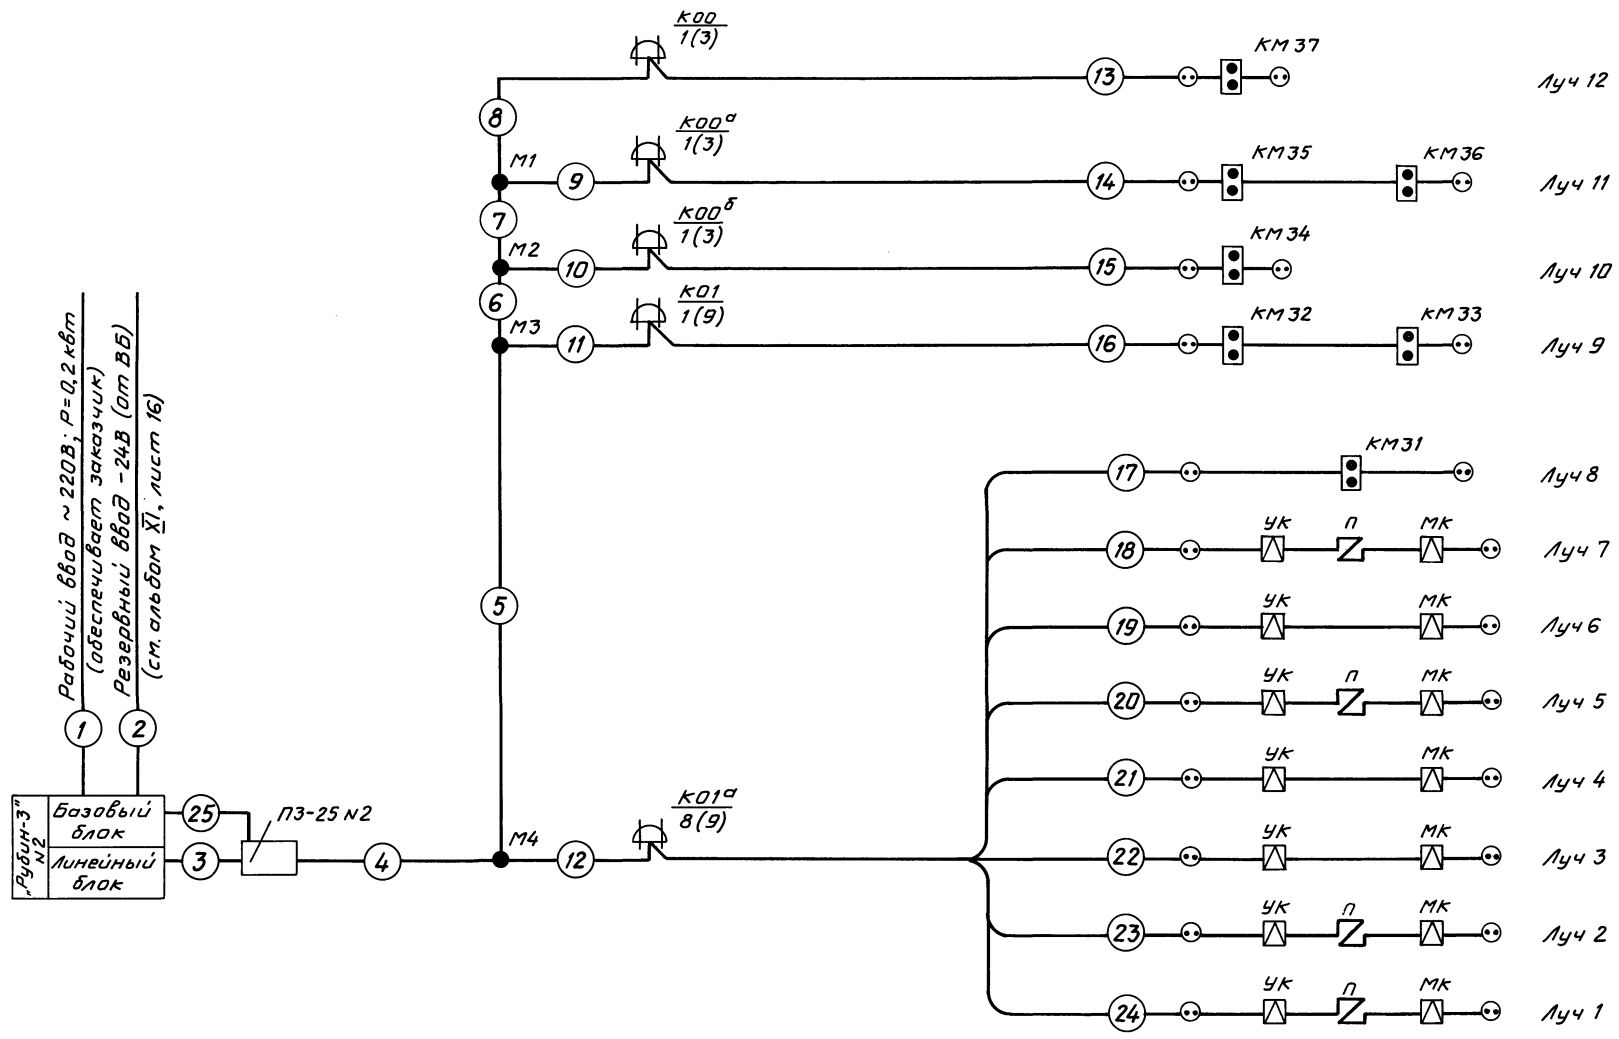 К00
1(3)
13
КМ37
Луч 12
8
М1
К00а
1(3)
9
14
КМ35
КМ36
Луч 11
7
М2
К00б
1(3)
10
15
КМ34
Луч 10
6
М3
К01
1(9)
11
16
КМ32
КМ33
Луч 9
Рабочий ввод ~ 220В; Р=0,2 квт
(обеспечивает заказчик)
Резервный ввод -24В (от ВБ)
(см. альбом XI, лист 16)
17
КМ31
Луч 8
18
УК
П
МК
Луч 7
5
19
УК
МК
Луч 6
20
УК
П
МК
Луч 5
1
2
21
УК
МК
Луч 4
„Рубин-3"
N2
Базовый
блок
Линейный
блок
25
3
ПЗ-25 N2
4
М4
12
К01а
8(9)
22
УК
МК
Луч 3
23
УК
П
МК
Луч 2
24
УК
П
МК
Луч 1